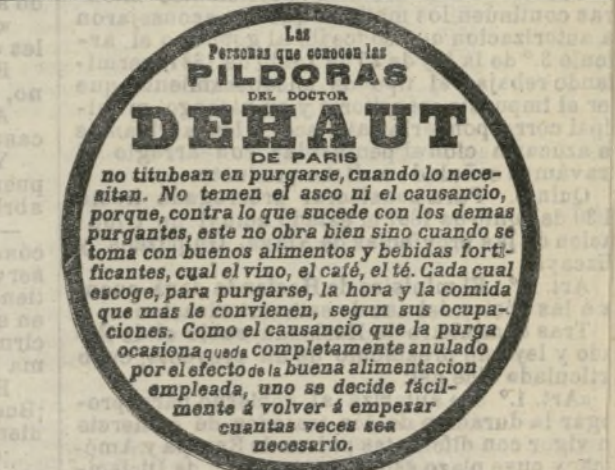 Las
Personas que conocen las
PILDORAS
DEL DOCTOR
DEHAUT
DE PARIS
no titubean en purgarse, cuando lo nece-
sitan. No temen el asco ni el causancio,
porque, contra lo que sucede con los demas
purgantes, este no obra bien sino cuando se
toma con buenos alimentos y bebidas forti-
ficantes, cual el vino, el café, el té. Cada cual
escoge, para purgarse, la hora y la comida
que mas le convienen, segun sus ocupa-
ciones. Como el causancio que la purga
ocasiona queda completamente anulado
por el efecto de la buena alimentacion
empleada, uno se decide fácil-
mente á volver á empezar
cuantas veces sea
necesario.